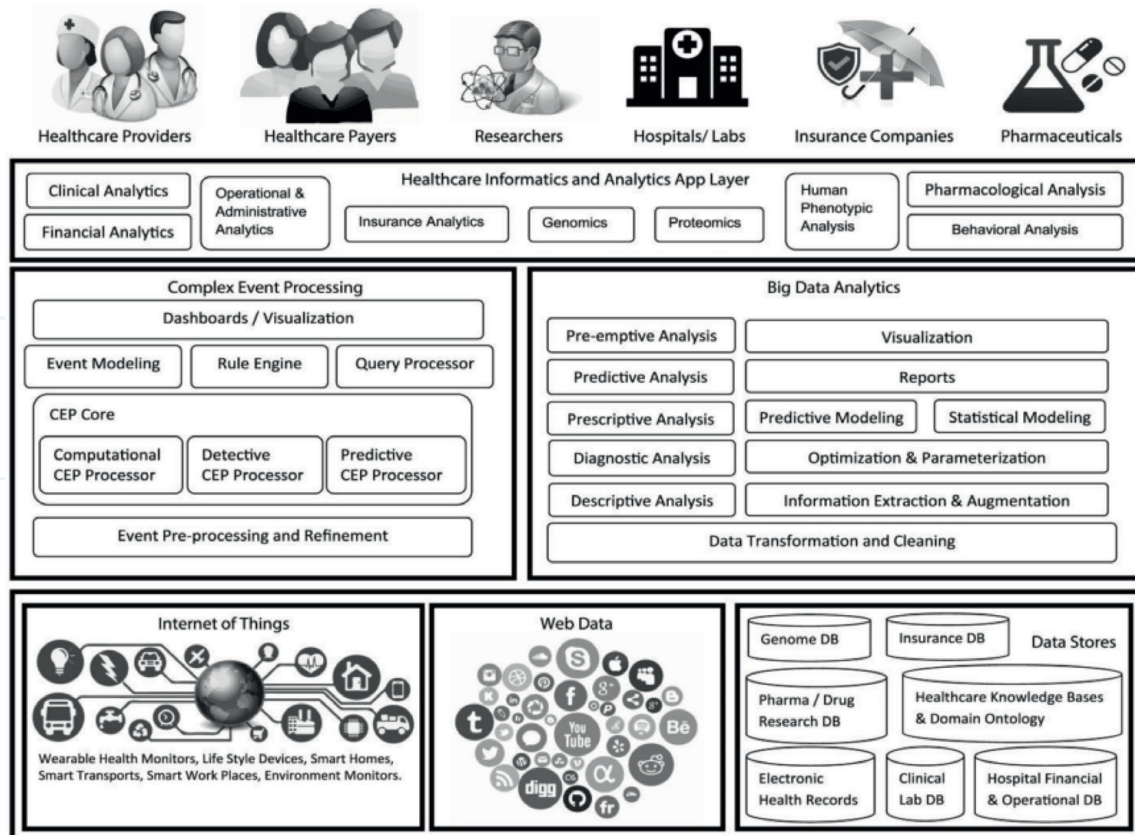 Healthcare Providers
Healthcare Payers
Researchers
Hospitals/ Labs
Insurance Companies
Pharmaceuticals
Healthcare Informatics and Analytics App Layer
Clinical Analytics
Financial Analytics
Operational &
Administrative
Analytics
Insurance Analytics
Genomics
Proteomics
Human
Phenotypic
Analysis
Pharmacological Analysis
Behavioral Analysis
Complex Event Processing
Dashboards / Visualization
Event Modeling
Rule Engine
Query Processor
CEP Core
Computational
CEP Processor
Detective
CEP Processor
Predictive
CEP Processor
Event Pre-processing and Refinement
Big Data Analytics
Pre-emptive Analysis
Visualization
Predictive Analysis
Reports
Prescriptive Analysis
Predictive Modeling
Statistical Modeling
Diagnostic Analysis
Optimization & Parameterization
Descriptive Analysis
Information Extraction & Augmentation
Data Transformation and Cleaning
Internet of Things
Wearable Health Monitors, Life Style Devices, Smart Homes,
Smart Transports, Smart Work Places, Environment Monitors.
Web Data
You
Tube
Bē
digg
fr
Data Stores
Genome DB
Insurance DB
Pharma / Drug
Research DB
Healthcare Knowledge Bases
& Domain Ontology
Electronic
Health Records
Clinical
Lab DB
Hospital Financial
& Operational DB